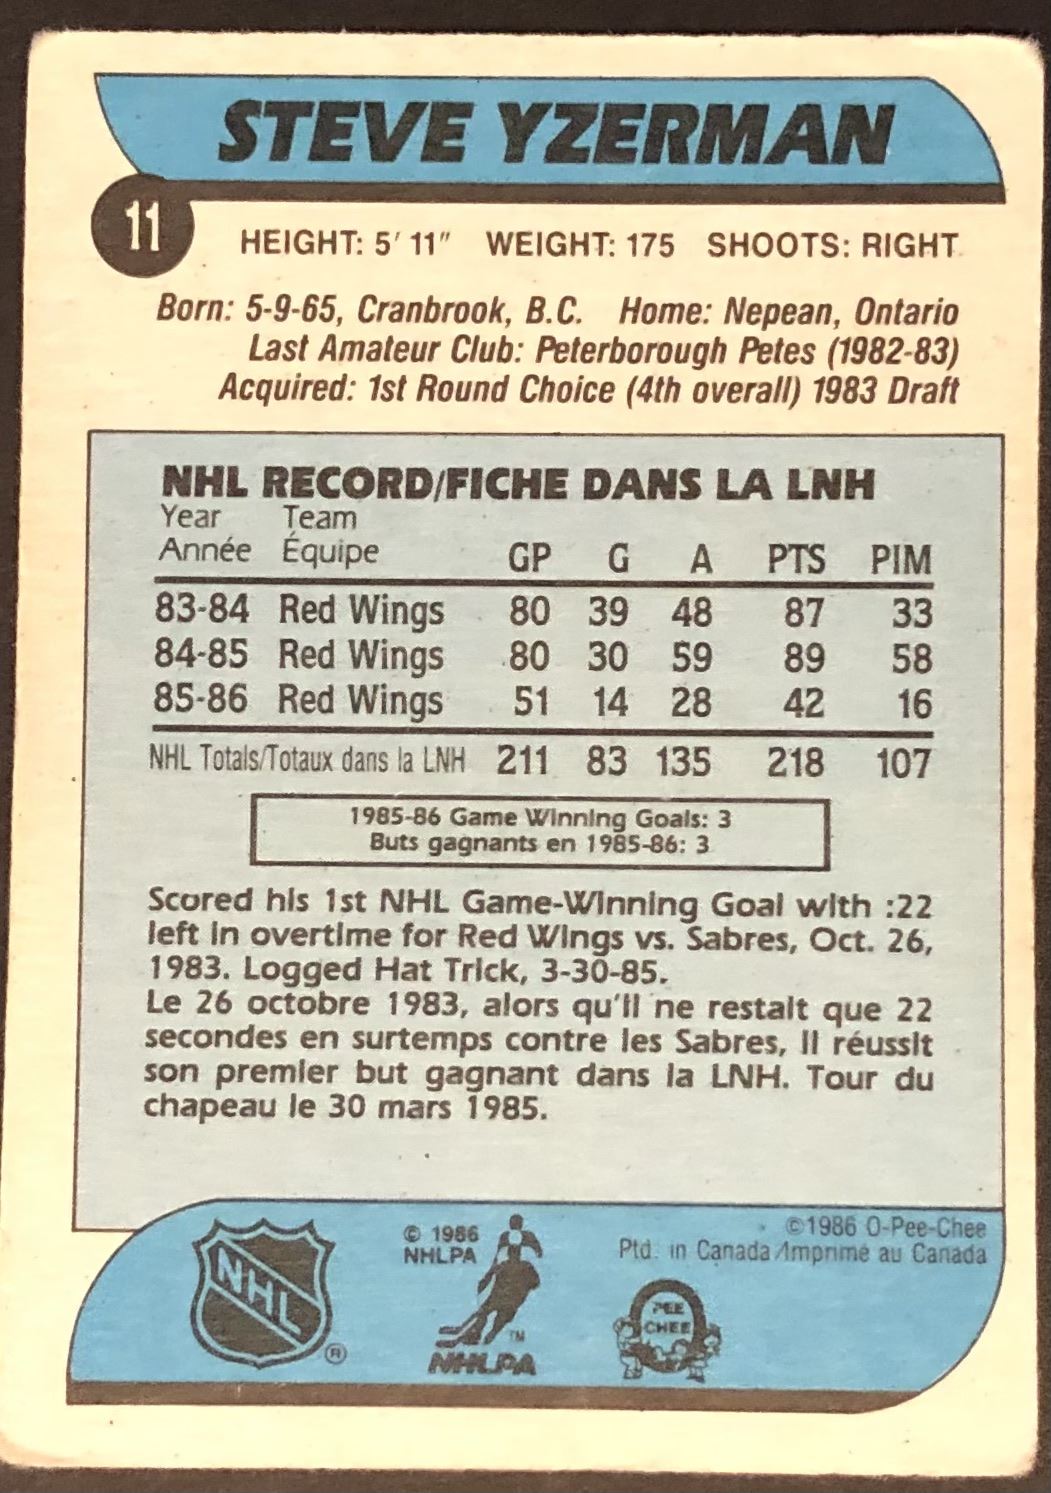 STEVE YZERMAN
11
HEIGHT: 5' 11" WEIGHT: 175 SHOOTS: RIGHT
Born: 5-9-65, Cranbrook, B.C. Home: Nepean, Ontario
Last Amateur Club: Peterborough Petes (1982-83)
Acquired: 1st Round Choice (4th overall) 1983 Draft
NHL RECORD/FICHE DANS LA LNH
Year Team
Année Équipe GP G A PTS PIM
83-84 Red Wings 80 39 48 87 33
84-85 Red Wings 80 30 59 89 58
85-86 Red Wings 51 14 28 42 16
NHL Totals/Totaux dans la LNH 211 83 135 218 107
1985-86 Game Winning Goals: 3
Buts gagnants en 1985-86: 3
Scored his 1st NHL Game-Winning Goal with :22
left in overtime for Red Wings vs. Sabres, Oct. 26,
1983. Logged Hat Trick, 3-30-85.
Le 26 octobre 1983, alors qu'il ne restait que 22
secondes en surtemps contre les Sabres, il réussit
son premier but gagnant dans la LNH. Tour du
chapeau le 30 mars 1985.
©1986 O-Pee-Chee
Ptd. in Canada/Imprimé au Canada
© 1986
NHLPA
NHL
®
™
NHLPA
PEE
CHEE